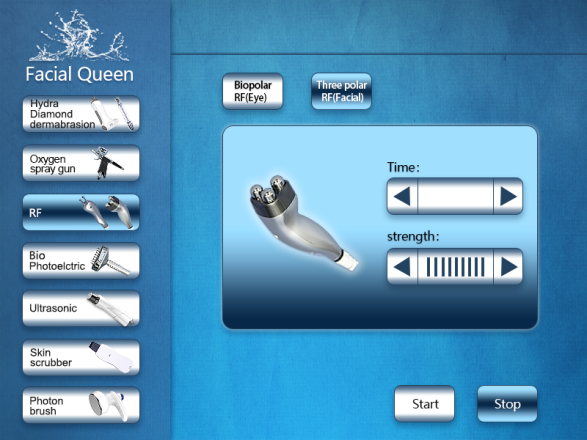 Facial Queen
Hydra
Diamond
dermabrasion
Oxygen
spray gun
RF
Bio
Photoelctric
Ultrasonic
Skin
scrubber
Photon
brush
Biopolar
RF(Eye)
Three polar
RF(Facial)
Time:
strength:
Start
Stop